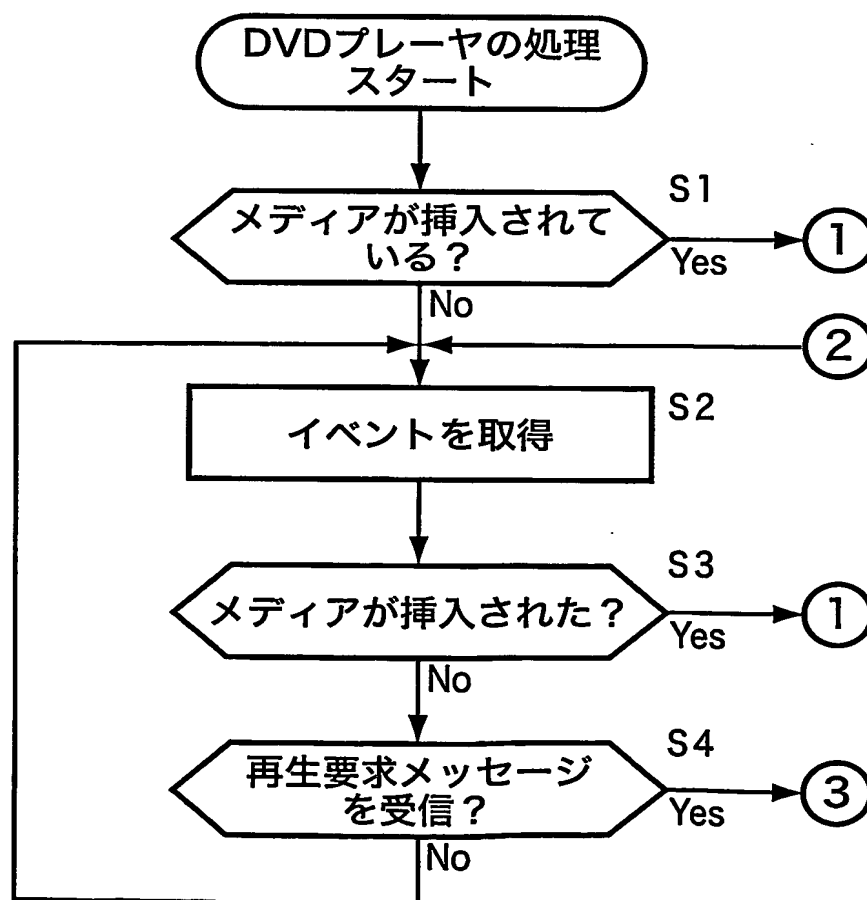 DVDプレーヤの処理
スタート
S1
メディアが挿入されて
いる？
Yes
①
No
②
S2
イベントを取得
S3
メディアが挿入された？
Yes
①
No
S4
再生要求メッセージ
を受信？
Yes
③
No